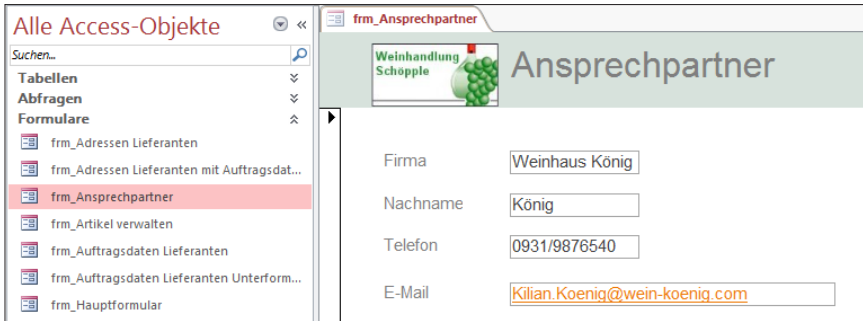 Alle Access-Objekte
Suchen...
Tabellen
Abfragen
Formulare
frm_Adressen Lieferanten
frm_Adressen Lieferanten mit Auftragsdat...
frm_Ansprechpartner
frm_Artikel verwalten
frm_Auftragsdaten Lieferanten
frm_Auftragsdaten Lieferanten Unterform...
frm_Hauptformular
frm_Ansprechpartner
Weinhandlung
Schöpple
Ansprechpartner
Firma Weinhaus König
Nachname König
Telefon 0931/9876540
E-Mail Kilian.Koenig@wein-koenig.com